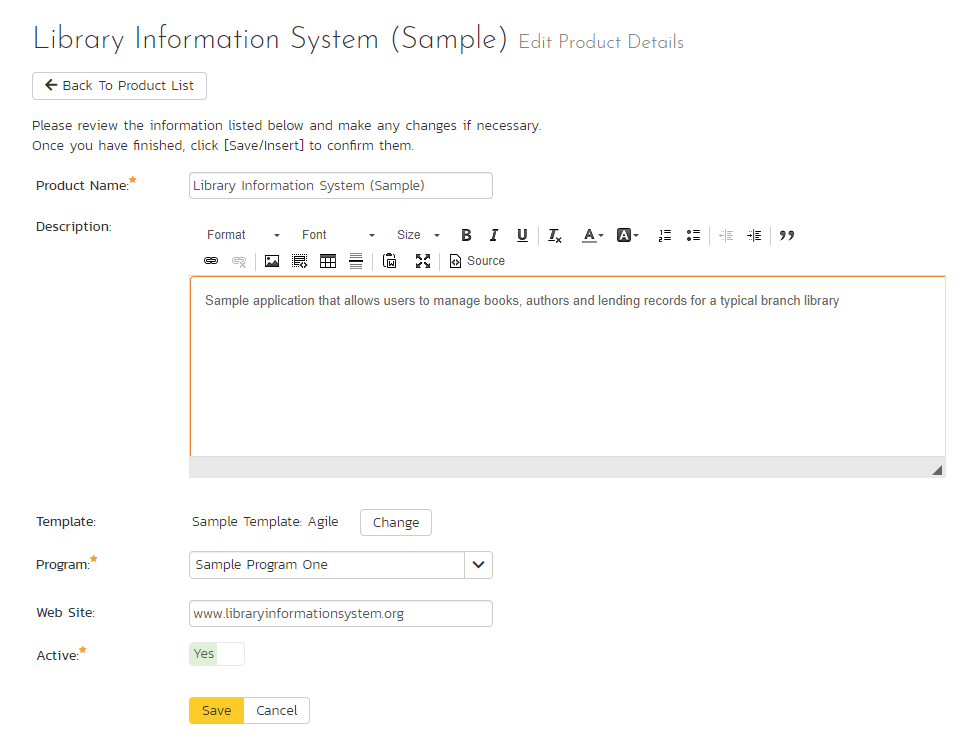 Library Information System (Sample) Edit Product Details
Back To Product List
Please review the information listed below and make any changes if necessary.
Once you have finished, click [Save/Insert] to confirm them.
Product Name:* Library Information System (Sample)
Description:
Format Font Size B I U Tx A A
Source
Sample application that allows users to manage books, authors and lending records for a typical branch library
Template: Sample Template: Agile Change
Program:* Sample Program One
Web Site: www.libraryinformationsystem.org
Active:* Yes
Save Cancel